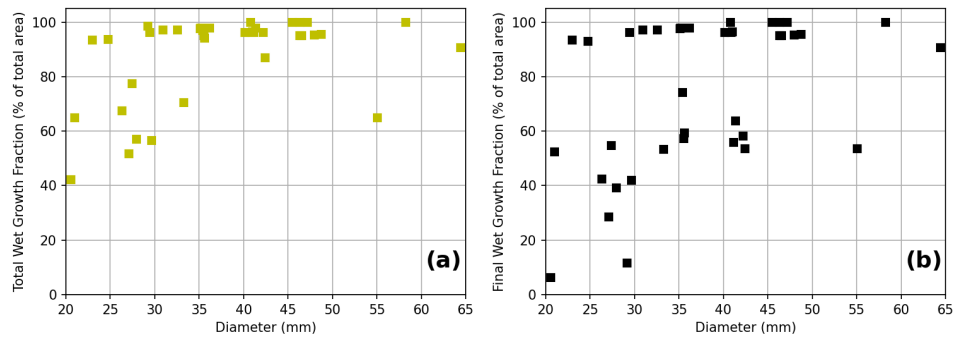 Total Wet Growth Fraction (% of total area)
100
80
60
40
20
0
20 25 30 35 40 45 50 55 60 65
Diameter (mm)
(a)
Final Wet Growth Fraction (% of total area)
100
80
60
40
20
0
20 25 30 35 40 45 50 55 60 65
Diameter (mm)
(b)